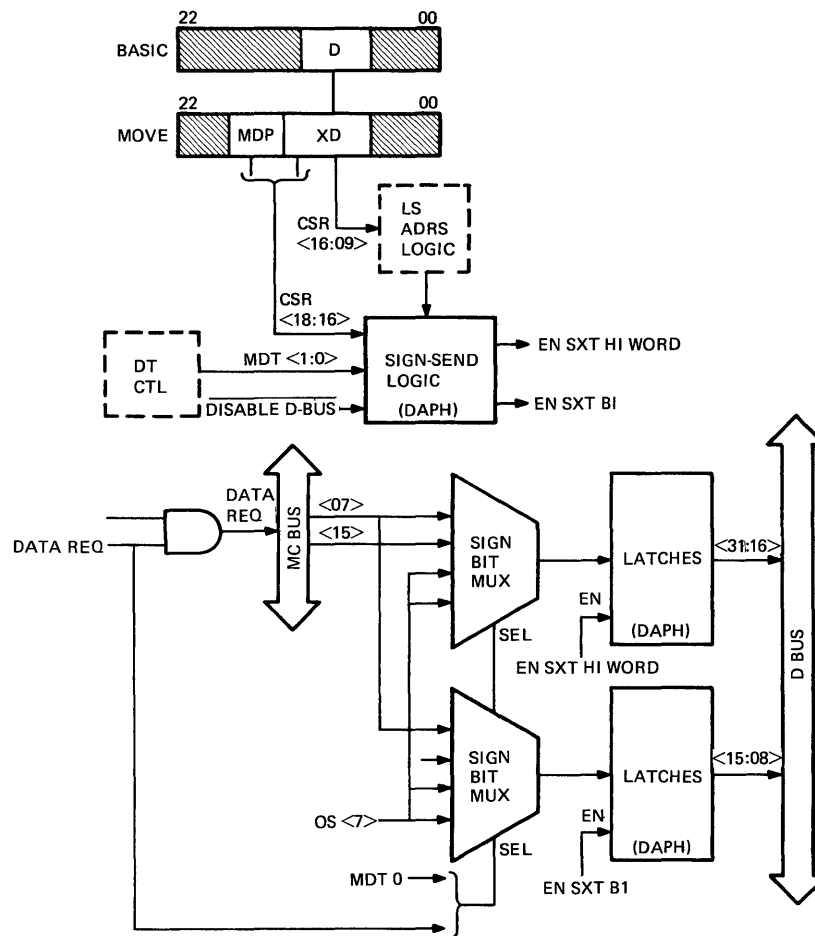 22 00
BASIC D
22 00
MOVE MDP XD
CSR
<16:09>
LS
ADRS
LOGIC
CSR
<18:16>
DT
CTL
MDT <1:0>
DISABLE D-BUS
SIGN-SEND
LOGIC
(DAPH)
EN SXT HI WORD
EN SXT BI
DATA
REQ
DATA REQ
MC BUS
<07>
<15>
SIGN
BIT
MUX
SEL
LATCHES
EN
(DAPH)
<31:16>
EN SXT HI WORD
D BUS
SIGN
BIT
MUX
OS <7>
SEL
LATCHES
EN
(DAPH)
<15:08>
EN SXT B1
MDT 0